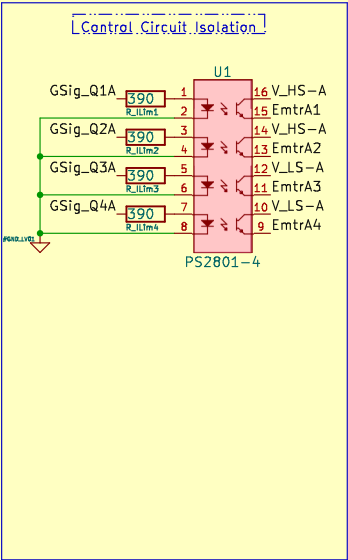 Control Circuit Isolation
U1
GSig_Q1A 390 1 16 V_HS-A
R_ILim1 2 15 EmtrA1
GSig_Q2A 390 3 14 V_HS-A
R_ILim2 4 13 EmtrA2
GSig_Q3A 390 5 12 V_LS-A
R_ILim3 6 11 EmtrA3
GSig_Q4A 390 7 10 V_LS-A
R_ILim4 8 9 EmtrA4
#GND_LV01
PS2801-4